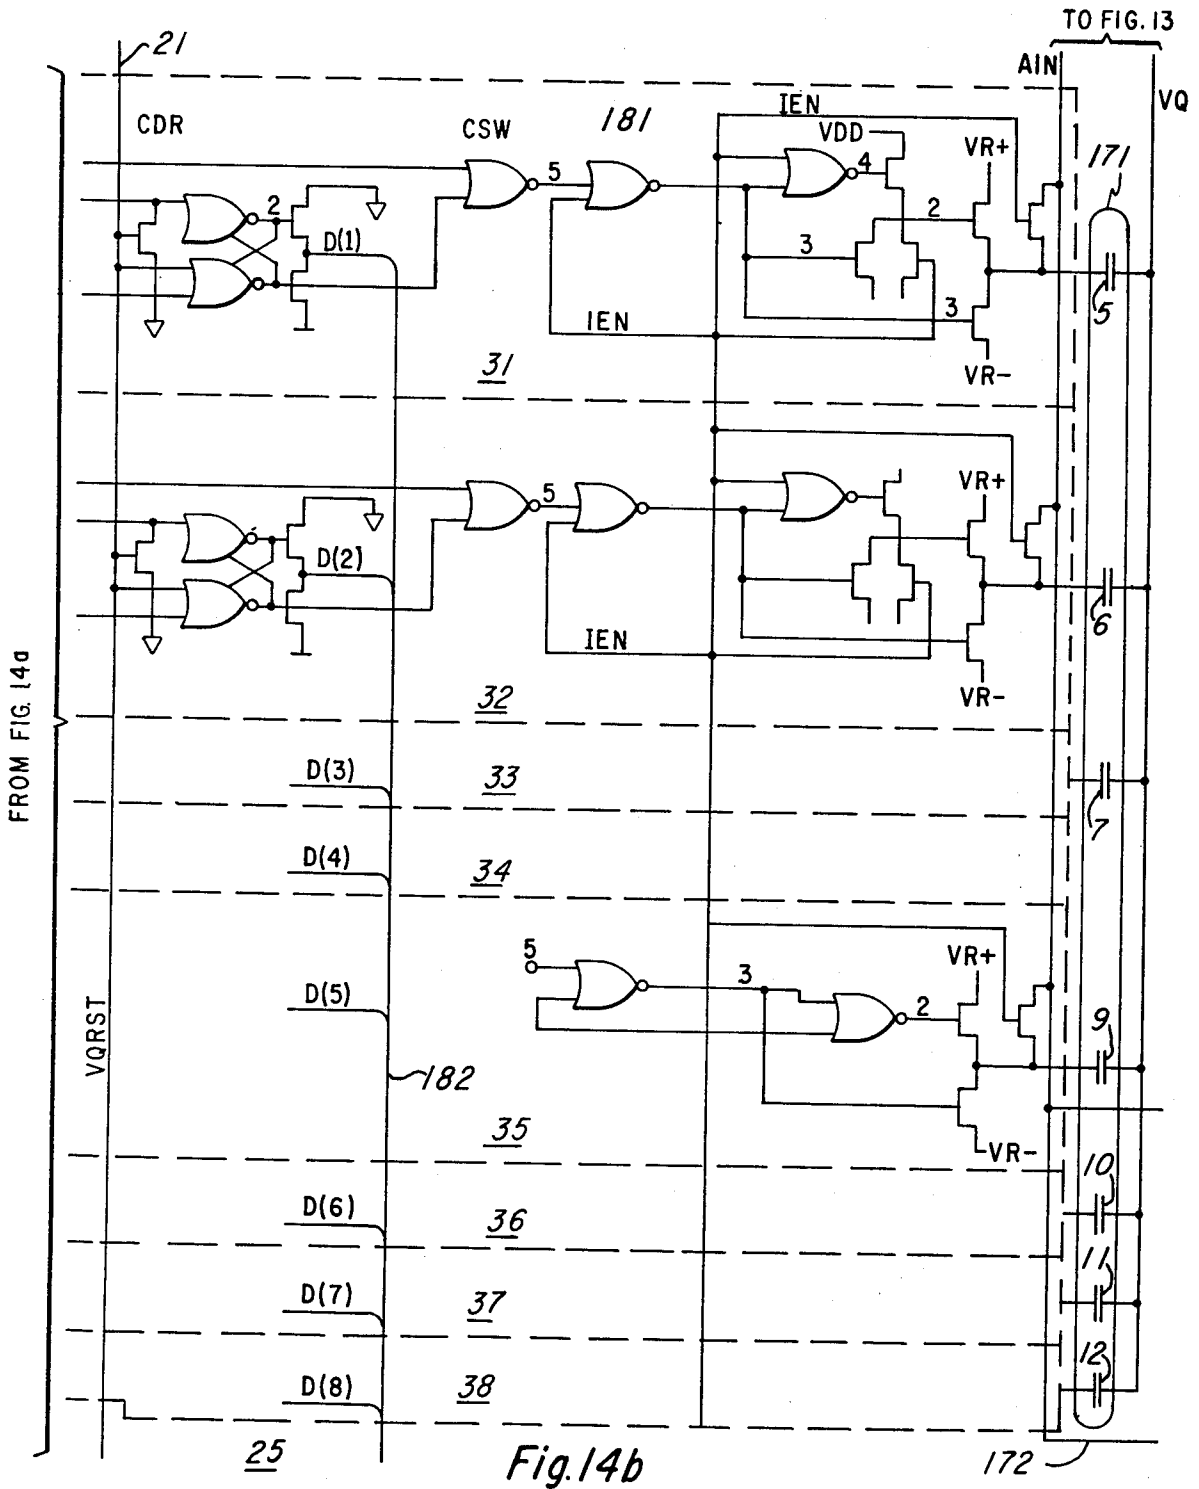 TO FIG. 13
21
AIN
VQ
CDR
CSW
181
IEN
VDD
VR+
171
5
4
2
2
D(1)
3
3
5
IEN
VR-
31
5
VR+
D(2)
6
IEN
VR-
32
FROM FIG. 14a
D(3)
33
7
D(4)
34
5
3
VR+
D(5)
2
9
VQRST
182
35
VR-
10
D(6)
36
11
D(7)
37
12
D(8)
38
25
Fig.14b
172